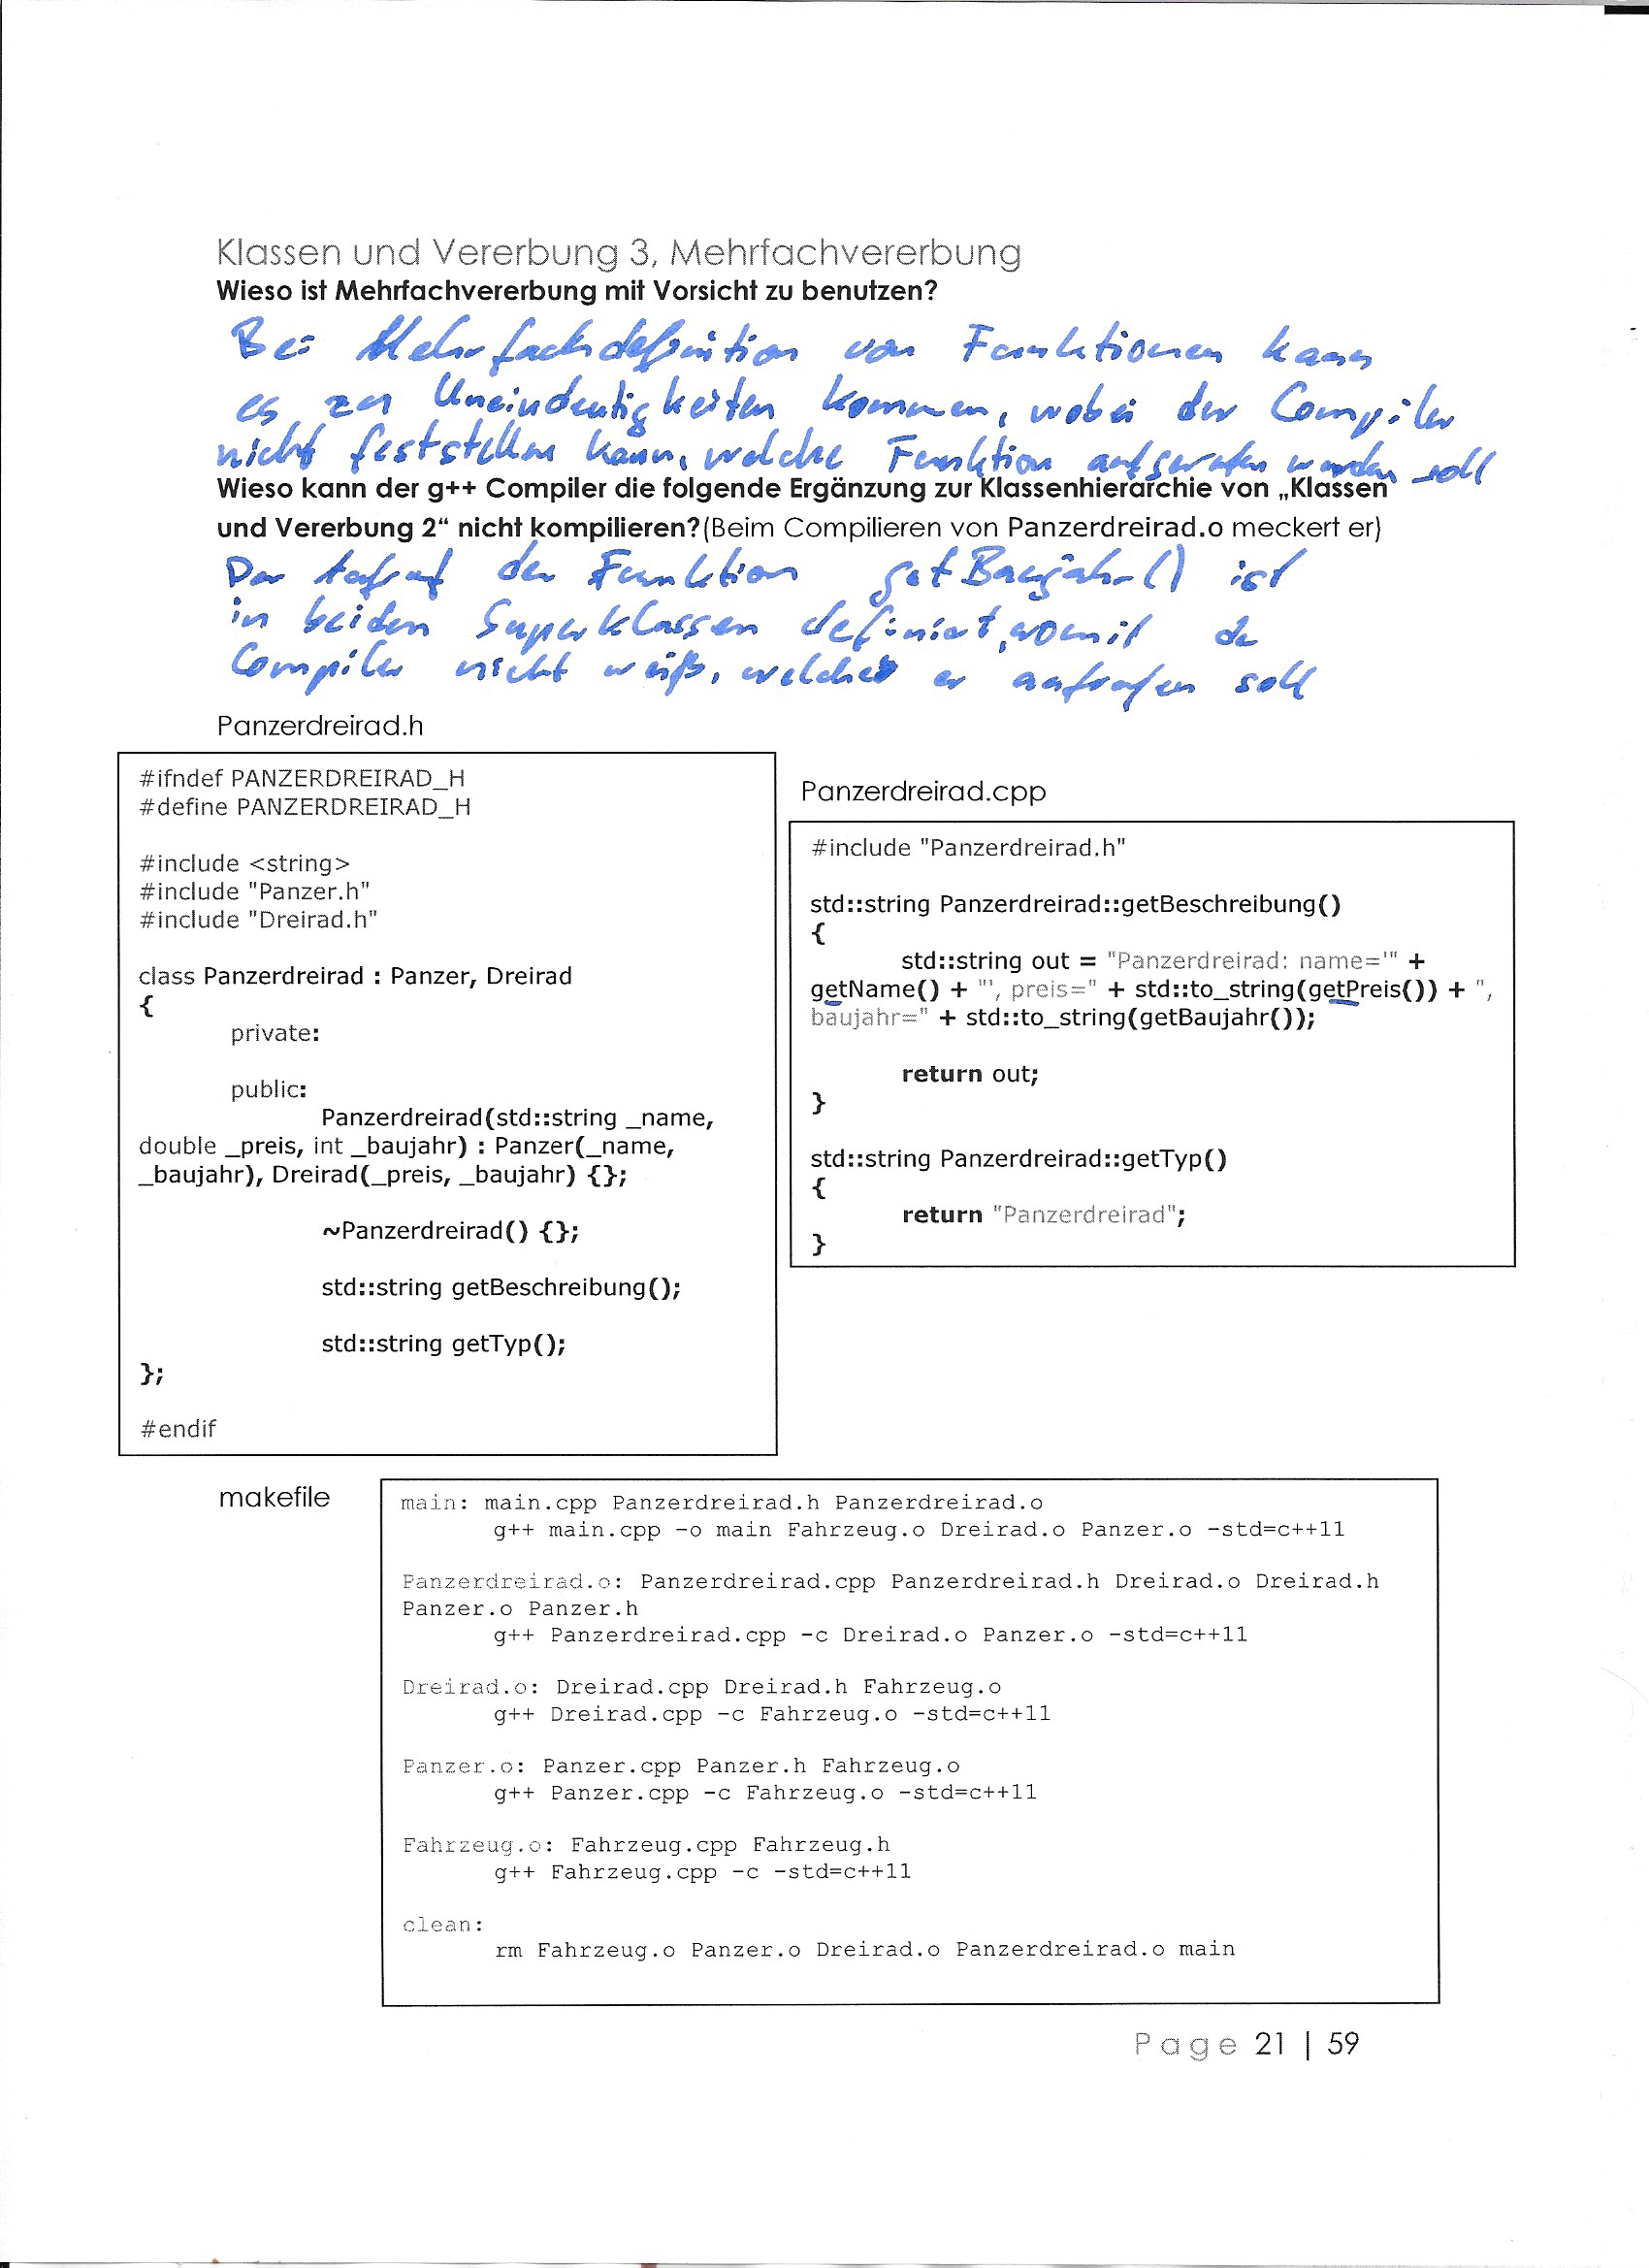 Klassen und Vererbung 3, Mehrfachvererbung
Wieso ist Mehrfachvererbung mit Vorsicht zu benutzen?
Bei Mehrfachdefinition von Funktionen kann
es zu Uneindeutigkeiten kommen, wobei der Compiler
nicht feststellen kann, welche Funktion aufgerufen werden soll
Wieso kann der g++ Compiler die folgende Ergänzung zur Klassenhierarchie von „Klassen
und Vererbung 2“ nicht kompilieren?(Beim Compilieren von Panzerdreirad.o meckert er)
Der Aufruf der Funktion getBaujahr() ist
in beiden Superklassen definiert, womit der
Compiler nicht weiß, welche er aufrufen soll
Panzerdreirad.h
#ifndef PANZERDREIRAD_H
#define PANZERDREIRAD_H
#include <string>
#include "Panzer.h"
#include "Dreirad.h"
class Panzerdreirad : Panzer, Dreirad
{
private:
public:
Panzerdreirad(std::string _name,
double _preis, int _baujahr) : Panzer(_name,
_baujahr), Dreirad(_preis, _baujahr) {};
~Panzerdreirad() {};
std::string getBeschreibung();
std::string getTyp();
};
#endif
Panzerdreirad.cpp
#include "Panzerdreirad.h"
std::string Panzerdreirad::getBeschreibung()
{
std::string out = "Panzerdreirad: name='" +
getName() + "', preis=" + std::to_string(getPreis()) + ",
baujahr=" + std::to_string(getBaujahr());
return out;
}
std::string Panzerdreirad::getTyp()
{
return "Panzerdreirad";
}
makefile
main: main.cpp Panzerdreirad.h Panzerdreirad.o
g++ main.cpp -o main Fahrzeug.o Dreirad.o Panzer.o -std=c++11
Panzerdreirad.o: Panzerdreirad.cpp Panzerdreirad.h Dreirad.o Dreirad.h
Panzer.o Panzer.h
g++ Panzerdreirad.cpp -c Dreirad.o Panzer.o -std=c++11
Dreirad.o: Dreirad.cpp Dreirad.h Fahrzeug.o
g++ Dreirad.cpp -c Fahrzeug.o -std=c++11
Panzer.o: Panzer.cpp Panzer.h Fahrzeug.o
g++ Panzer.cpp -c Fahrzeug.o -std=c++11
Fahrzeug.o: Fahrzeug.cpp Fahrzeug.h
g++ Fahrzeug.cpp -c -std=c++11
clean:
rm Fahrzeug.o Panzer.o Dreirad.o Panzerdreirad.o main
Page 21 | 59